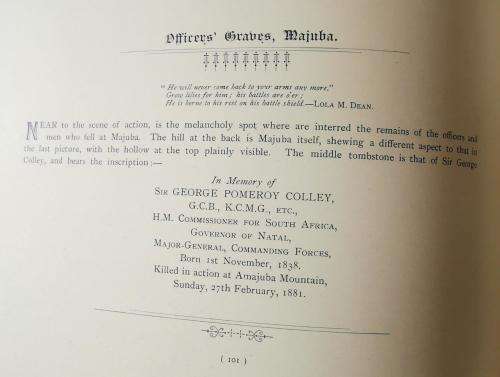 Officers' Graves, Majuba.
" He will never come back to your arms any more,"
Grow lilies for him ; his battles are o'er ;
He is borne to his rest on his battle shield.—LOLA M. DEAN.
NEAR to the scene of action, is the melancholy spot where are interred the remains of the officers and
men who fell at Majuba. The hill at the back is Majuba itself, shewing a different aspect to that in
the last picture, with the hollow at the top plainly visible. The middle tombstone is that of Sir George
Colley, and bears the inscription :—
In Memory of
SIR GEORGE POMEROY COLLEY,
G.C.B., K.C.M.G., ETC.,
H.M. COMMISSIONER FOR SOUTH AFRICA,
GOVERNOR OF NATAL,
MAJOR-GENERAL, COMMANDING FORCES,
Born 1st November, 1838.
Killed in action at Amajuba Mountain,
Sunday, 27th February, 1881.
( 101 )